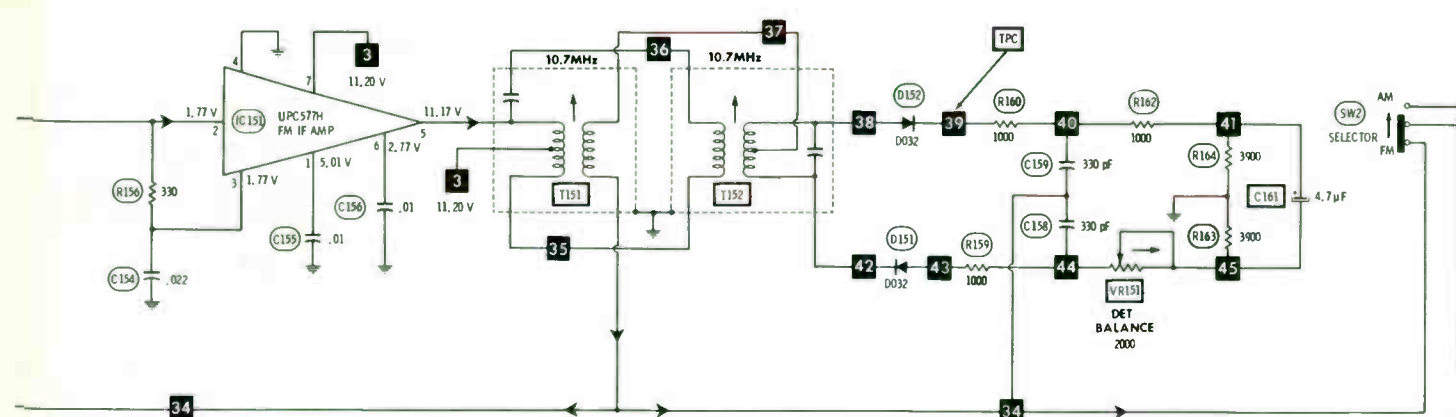 37
TPC
36
3
4
10.7MHz
10.7MHz
7
11.20 V
D152
R160
R162
AM
SW2
1.77 V
IC151
UPC577H
FM IF AMP
11.17 V
38
39
40
41
SELECTOR
2
5
D032
1000
1000
FM
6
2.77 V
1
5.01 V
C159
330 pF
R164
3900
3
1.77 V
3
R156
330
11.20 V
T151
T152
C161
4.7µF
C156
.01
C158
330 pF
C155
.01
D151
R159
R163
3900
35
42
43
44
45
C154
.022
D032
1000
VR151
DET
BALANCE
2000
34
34